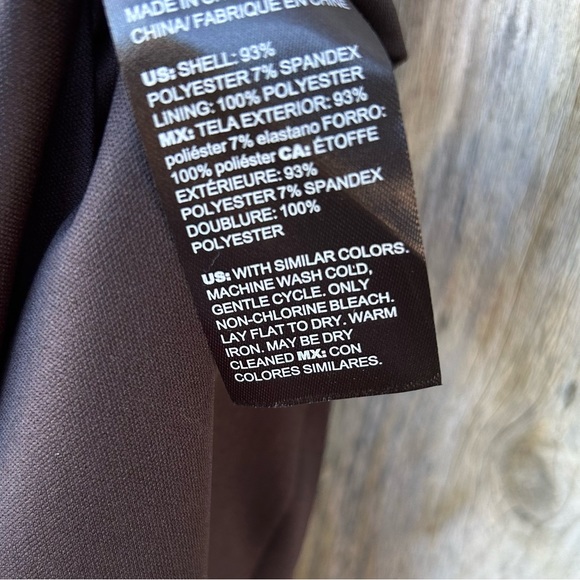 MADE IN
CHINA/ FABRIQUÉ EN CHINE
US: SHELL: 93%
POLYESTER 7% SPANDEX
LINING: 100% POLYESTER
MX: TELA EXTERIOR: 93%
poliéster 7% elastano FORRO:
100% poliéster CA: ÉTOFFE
EXTÉRIEURE: 93%
POLYESTER 7% SPANDEX
DOUBLURE: 100%
POLYESTER
US: WITH SIMILAR COLORS.
MACHINE WASH COLD,
GENTLE CYCLE. ONLY
NON-CHLORINE BLEACH.
LAY FLAT TO DRY. WARM
IRON. MAY BE DRY
CLEANED MX: CON
COLORES SIMILARES.